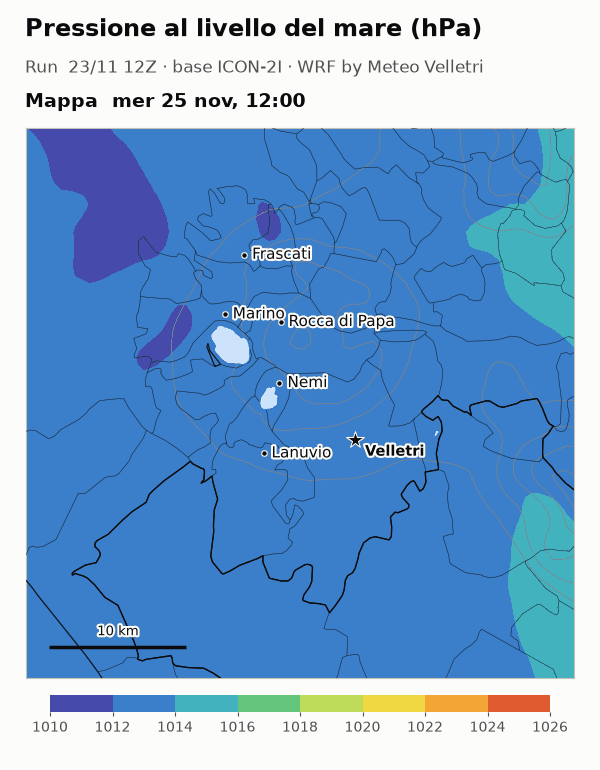 Pressione al livello del mare (hPa)
Run  23/11 12Z · base ICON-2I · WRF by Meteo Velletri
Mappa  mer 25 nov, 12:00
Frascati
Marino
Rocca di Papa
Nemi
Velletri
Lanuvio
10 km
1010 1012 1014 1016 1018 1020 1022 1024 1026